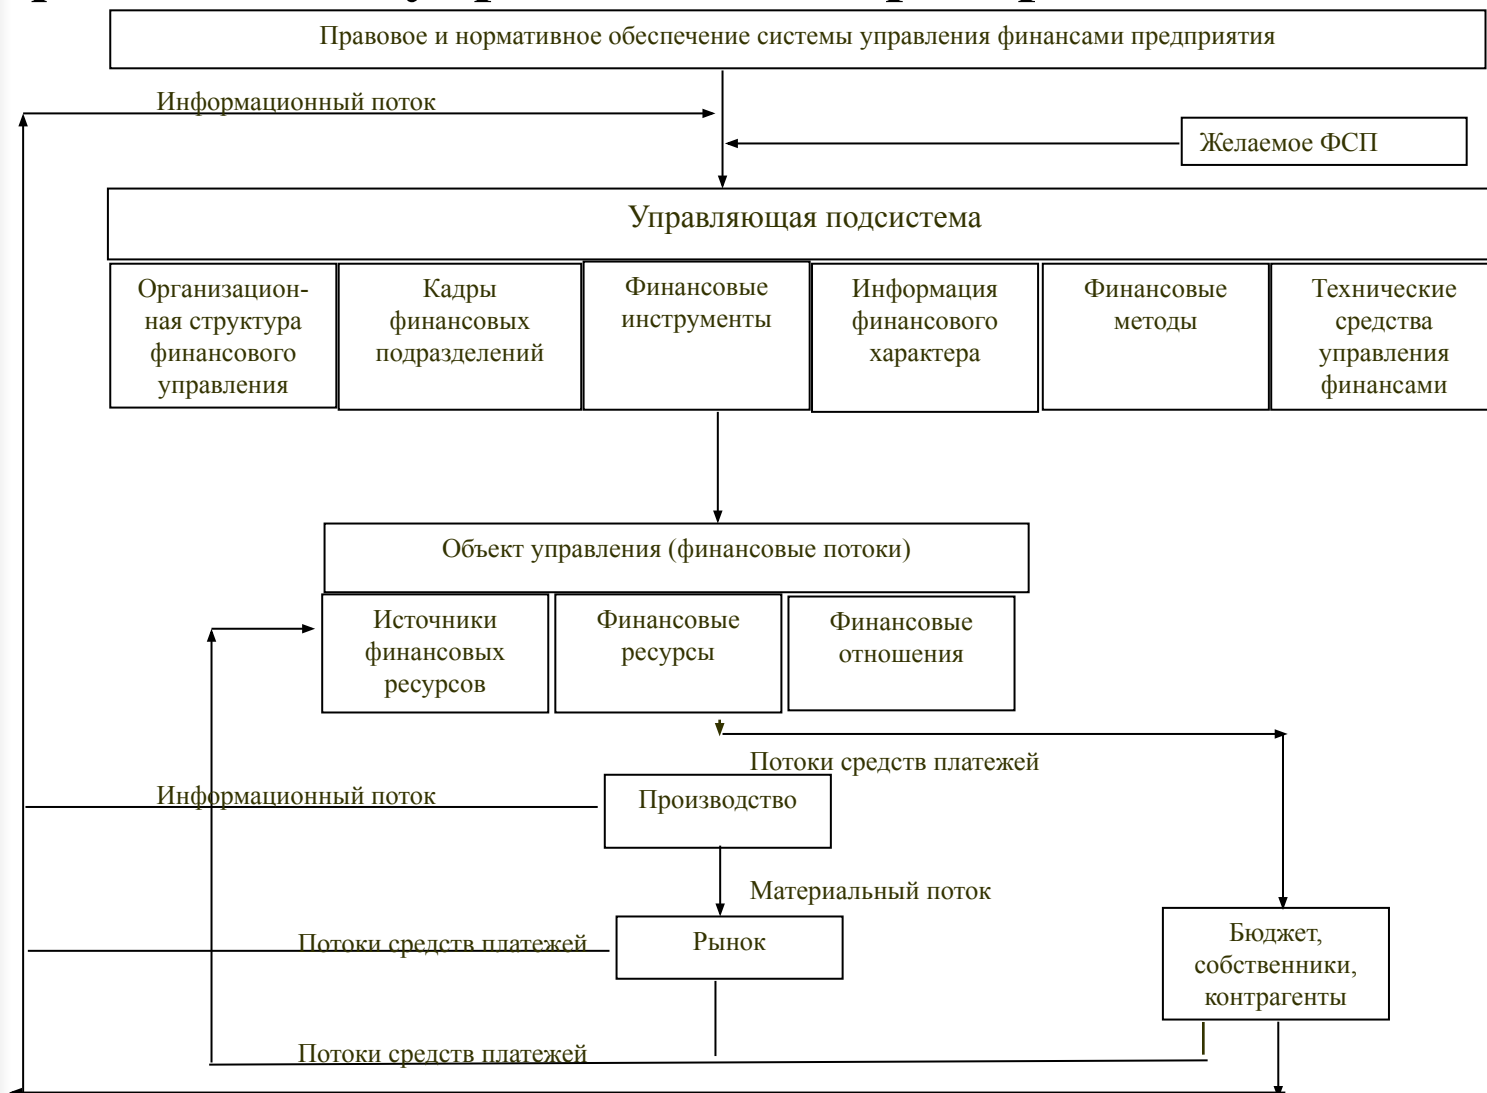 Правовое и нормативное обеспечение системы управления финансами предприятия
Информационный поток
Желаемое ФСП
Управляющая подсистема
Организацион-
ная структура
финансового
управления
Кадры
финансовых
подразделений
Финансовые
инструменты
Информация
финансового
характера
Финансовые
методы
Технические
средства
управления
финансами
Объект управления (финансовые потоки)
Источники
финансовых
ресурсов
Финансовые
ресурсы
Финансовые
отношения
Потоки средств платежей
Информационный поток
Производство
Материальный поток
Потоки средств платежей
Рынок
Бюджет,
собственники,
контрагенты
Потоки средств платежей